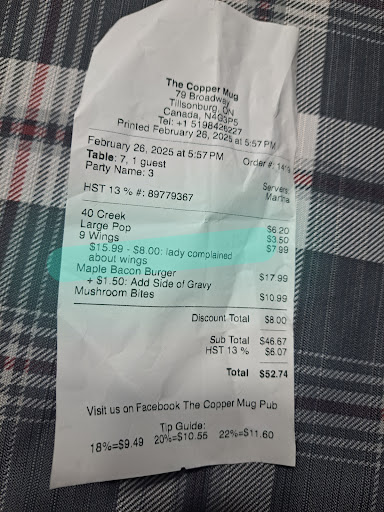 The Copper Mug
79 Broadway
Tillsonburg, ON
Canada, N4G3P5
Tel: +1 5198426227
Printed February 26, 2025 at 5:57 PM
February 26, 2025 at 5:57 PM Order #:
Table: 7, 1 guest
Party Name: 3
Server:
Martha
HST 13 % #: 89779367
40 Creek $6.20
Large Pop $3.50
9 Wings $7.99
$15.99 - $8.00: lady complained
about wings
Maple Bacon Burger $17.99
+ $1.50: Add Side of Gravy
Mushroom Bites $10.99
Discount Total $8.00
Sub Total $46.67
HST 13 % $6.07
Total $52.74
Visit us on Facebook The Copper Mug Pub
Tip Guide:
18%=$9.49 20%=$10.55 22%=$11.60